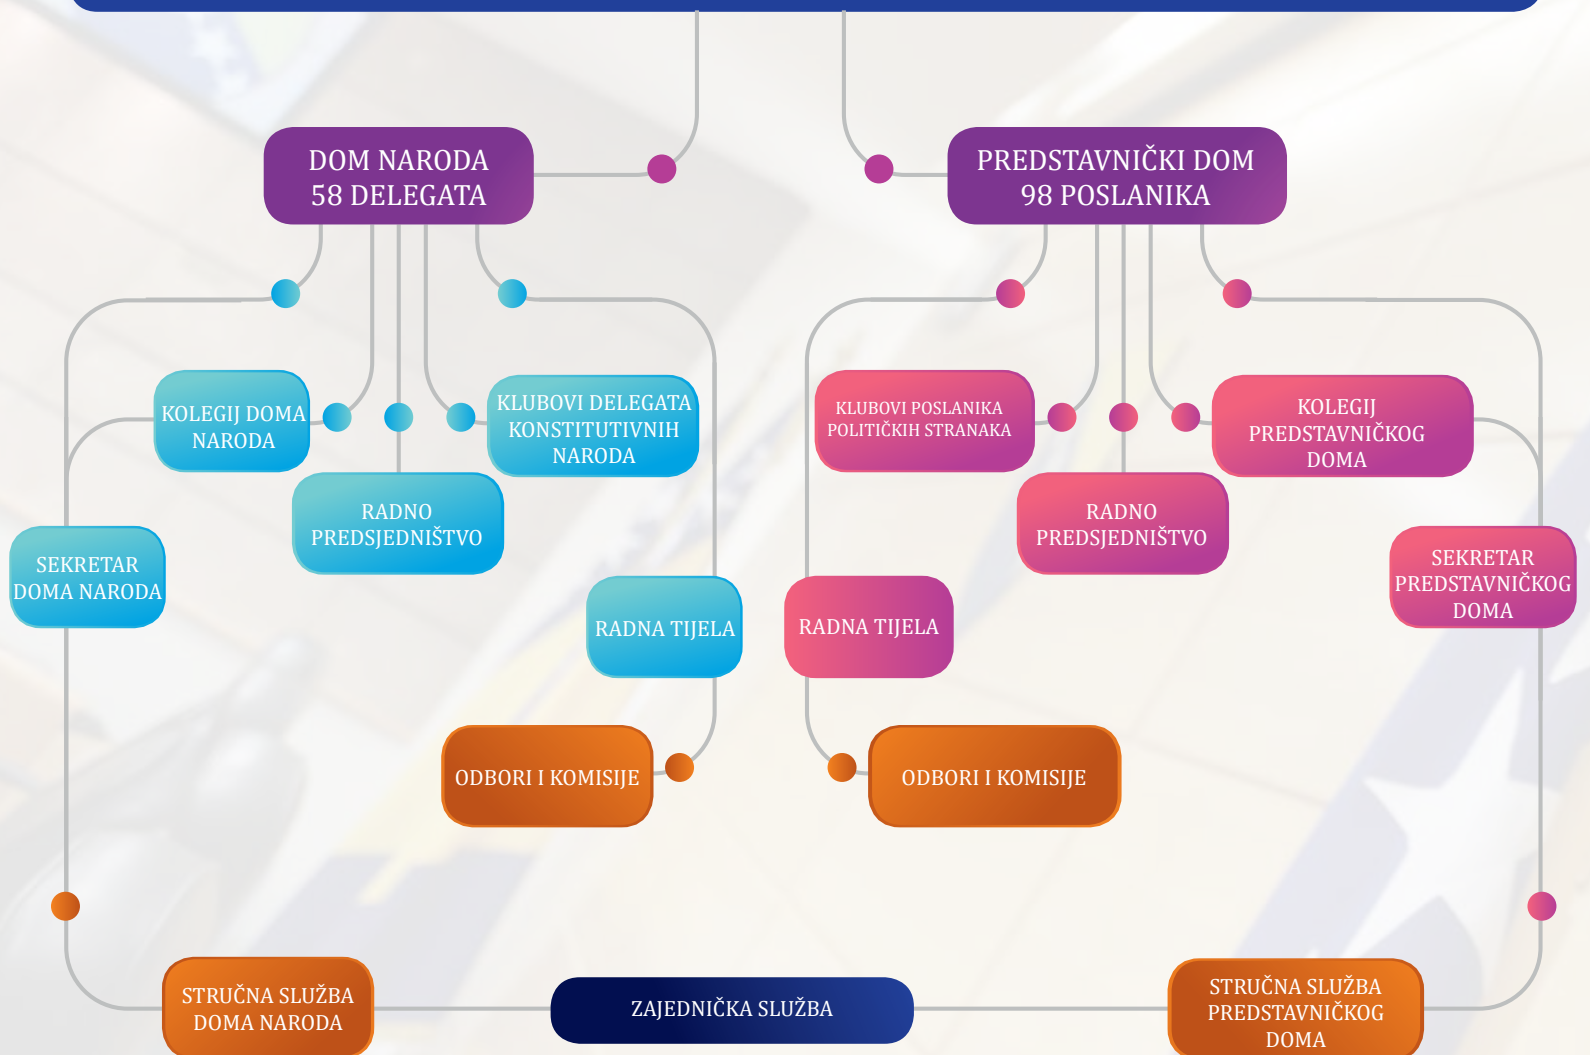 DOM NARODA
58 DELEGATA
PREDSTAVNIČKI DOM
98 POSLANIKA
KOLEGIJ DOMA
NARODA
KLUBOVI DELEGATA
KONSTITUTIVNIH
NARODA
KLUBOVI POSLANIKA
POLITIČKIH STRANAKA
KOLEGIJ
PREDSTAVNIČKOG
DOMA
RADNO
PREDSJEDNIŠTVO
RADNO
PREDSJEDNIŠTVO
SEKRETAR
DOMA NARODA
SEKRETAR
PREDSTAVNIČKOG
DOMA
RADNA TIJELA
RADNA TIJELA
ODBORI I KOMISIJE
ODBORI I KOMISIJE
STRUČNA SLUŽBA
DOMA NARODA
ZAJEDNIČKA SLUŽBA
STRUČNA SLUŽBA
PREDSTAVNIČKOG
DOMA